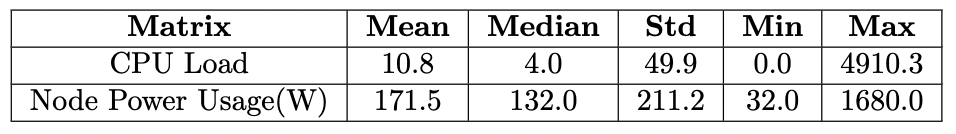 Matrix Mean Median Std Min Max
CPU Load 10.8 4.0 49.9 0.0 4910.3
Node Power Usage(W) 171.5 132.0 211.2 32.0 1680.0